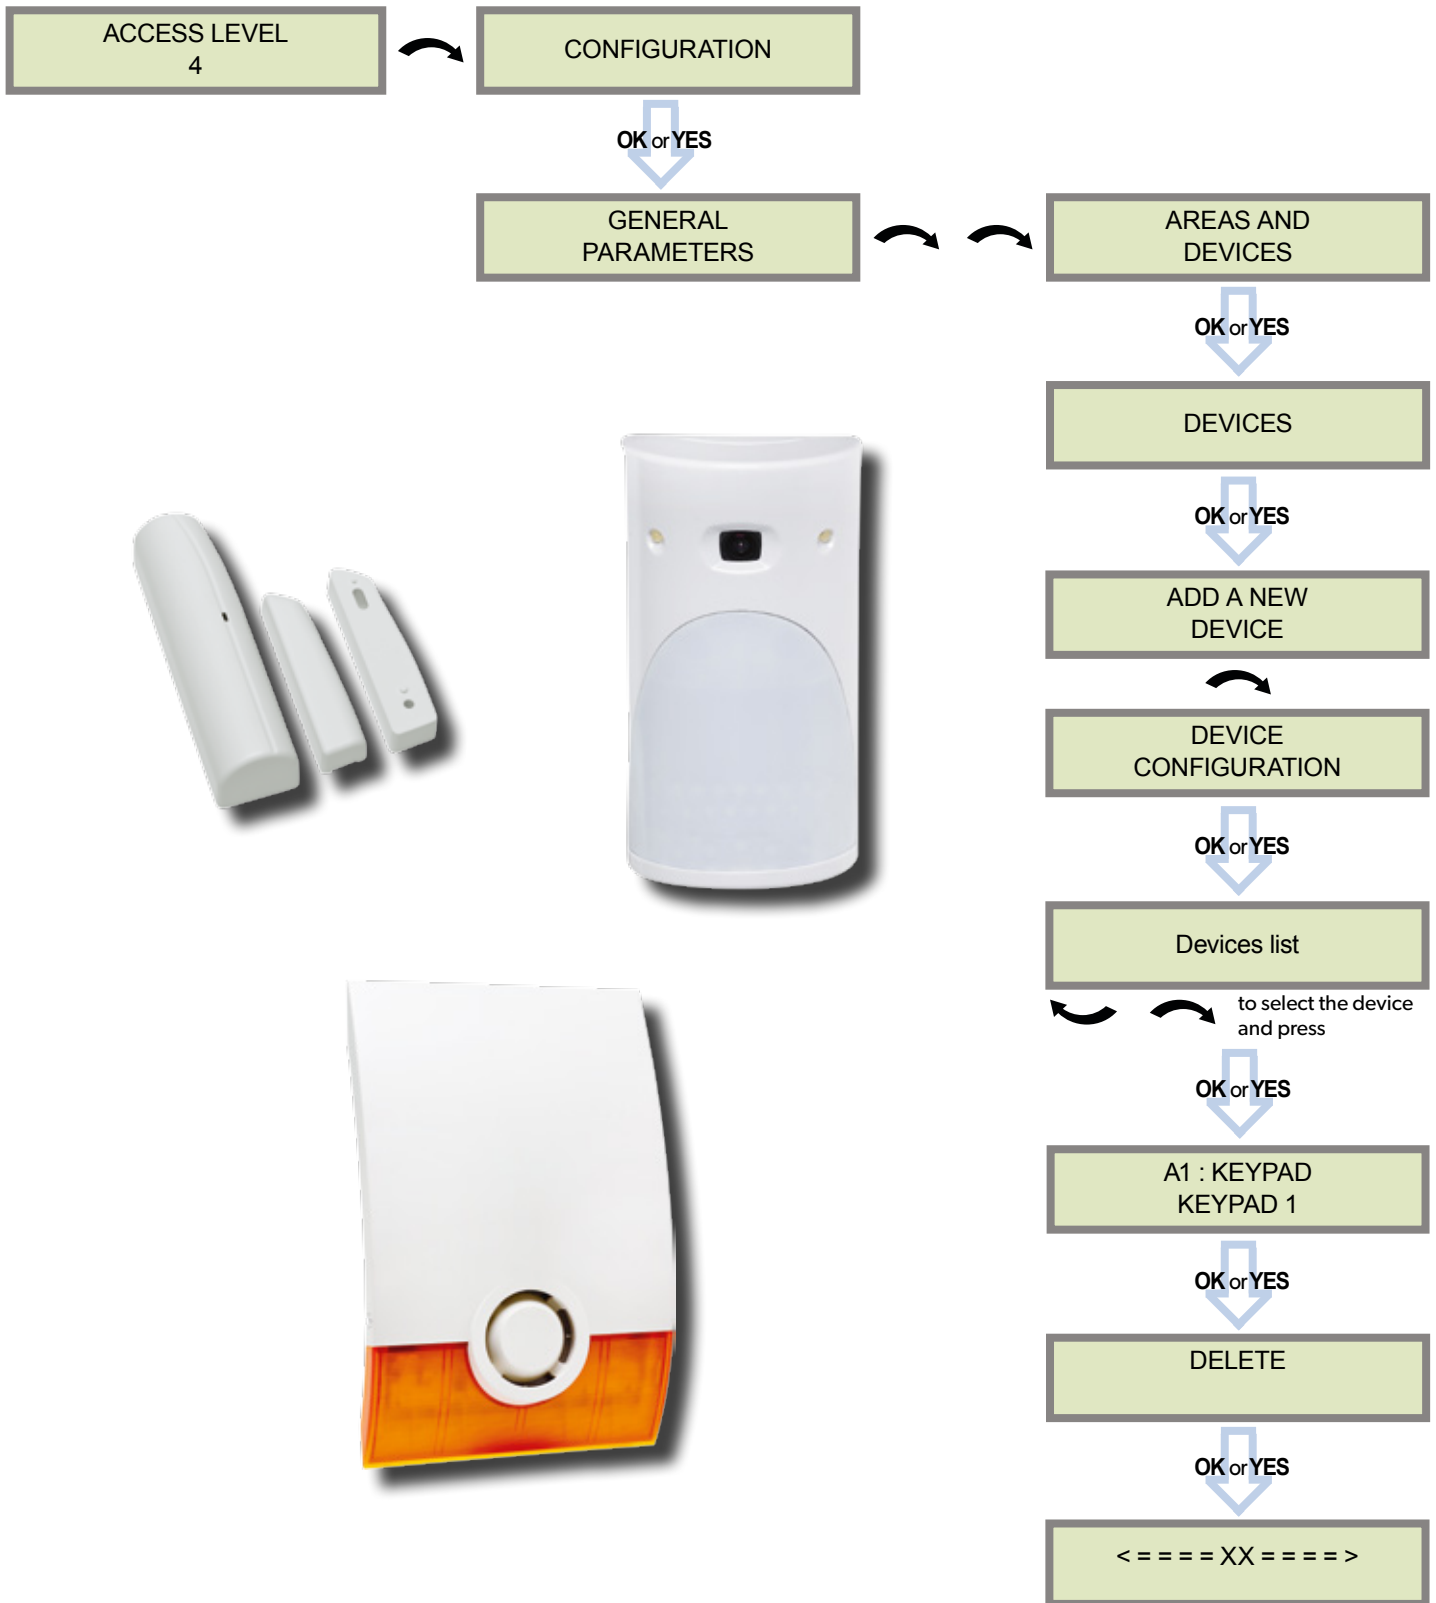 ACCESS LEVEL
4
CONFIGURATION
OK or YES
GENERAL
PARAMETERS
AREAS AND
DEVICES
OK or YES
DEVICES
OK or YES
ADD A NEW
DEVICE
DEVICE
CONFIGURATION
OK or YES
Devices list
to select the device
and press
OK or YES
A1 : KEYPAD
KEYPAD 1
OK or YES
DELETE
OK or YES
< = = = = XX = = = = >